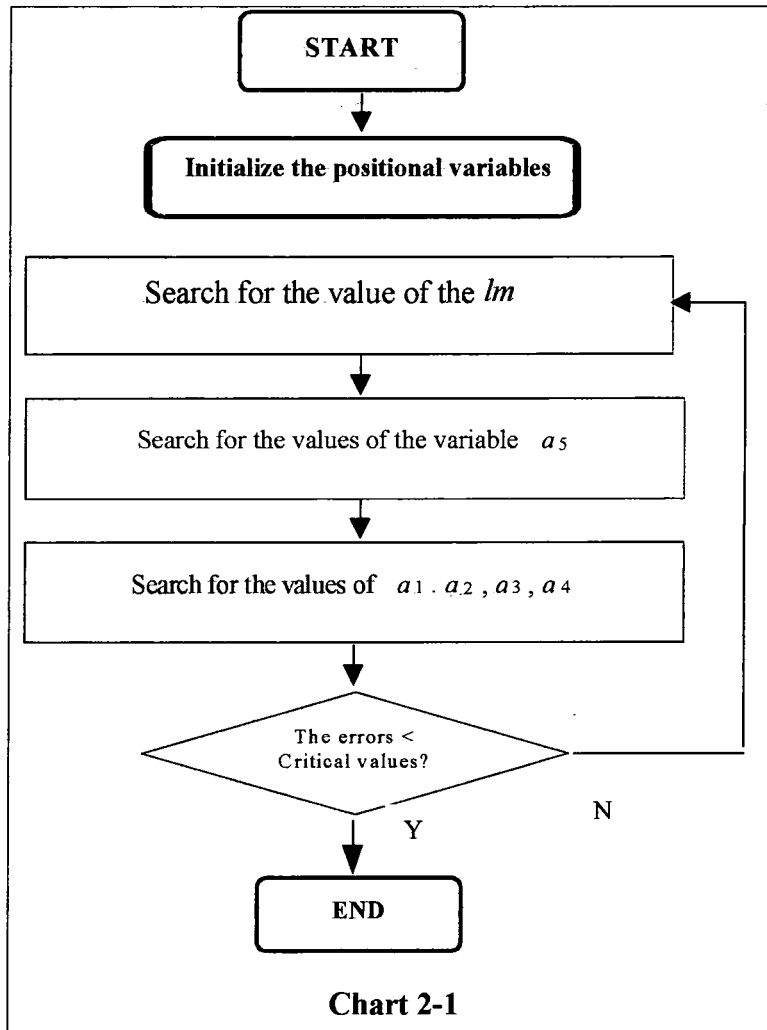 START
Initialize the positional variables
Search for the value of the lm
Search for the values of the variable a5
Search for the values of a1 . a2 , a3 , a4
The errors <
Critical values?
N
Y
END
Chart 2-1